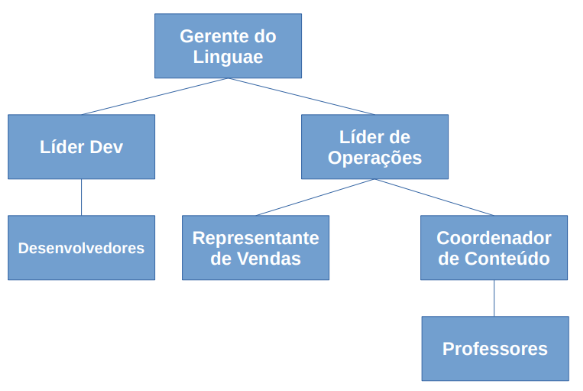 Gerente do
Linguae
Líder Dev
Líder de
Operações
Desenvolvedores
Representante
de Vendas
Coordenador
de Conteúdo
Professores